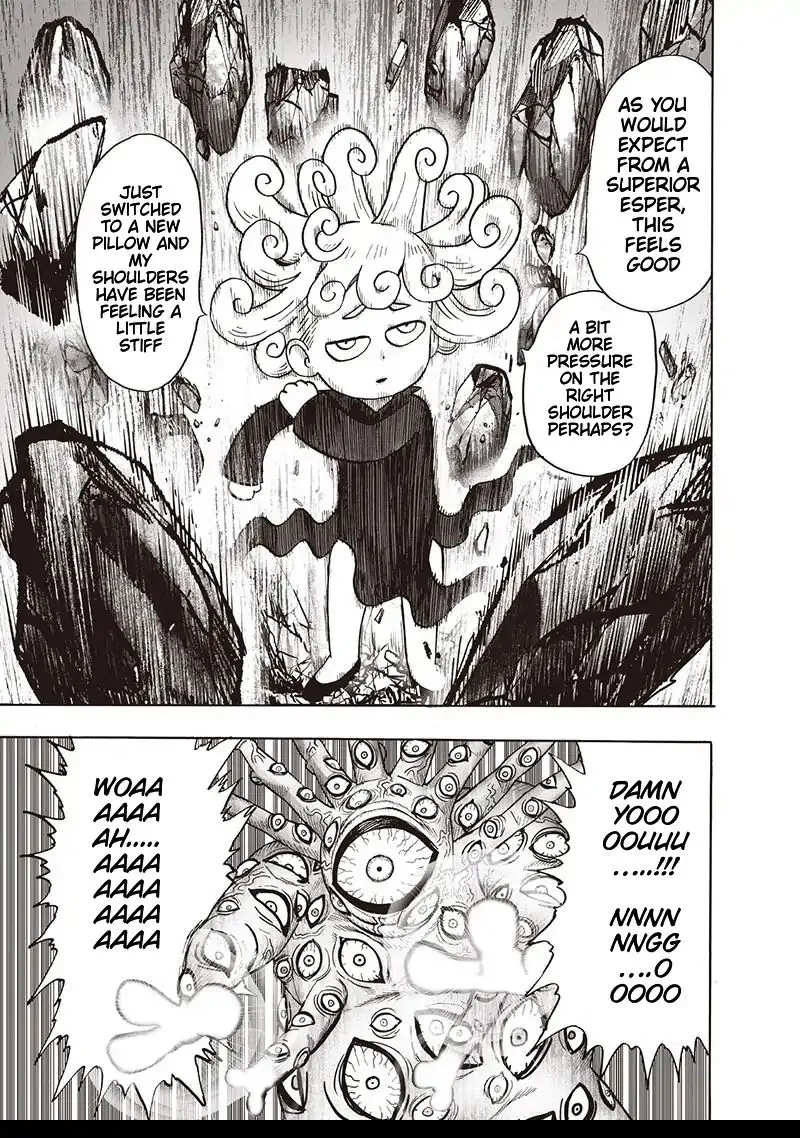 AS YOU
WOULD
EXPECT
FROM A
SUPERIOR
ESPER,
THIS
FEELS
GOOD
A BIT
MORE
PRESSURE
ON THE
RIGHT
SHOULDER
PERHAPS?
JUST
SWITCHED
TO A NEW
PILLOW AND
MY
SHOULDERS
HAVE BEEN
FEELING A
LITTLE
STIFF
DAMN
YOOO
OOUUU
.....!!!
NNNN
NNGG
....O
OOOO
WOAA
AAAA
AH.....
AAAA
AAAA
AAAA
AAAA